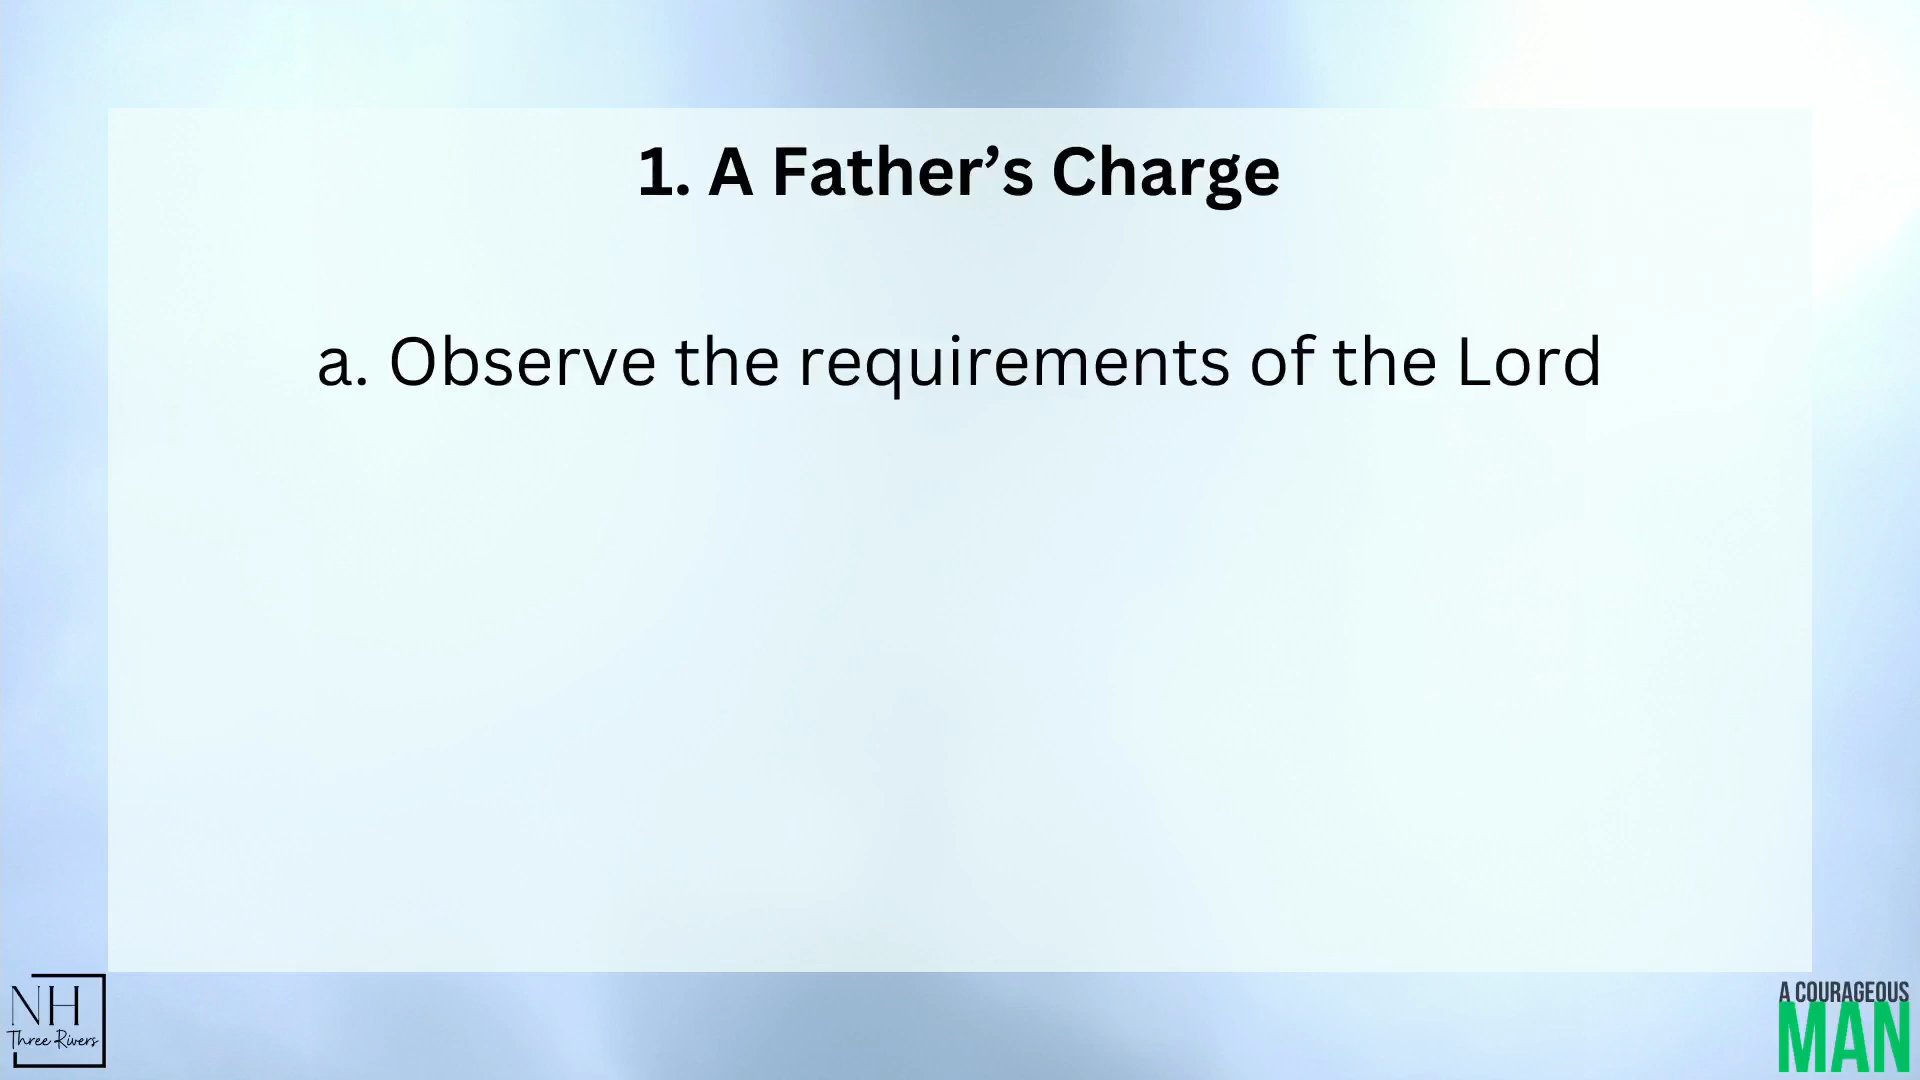 1. A Father’s Charge
a. Observe the requirements of the Lord
NH
Three Rivers
A COURAGEOUS
MAN